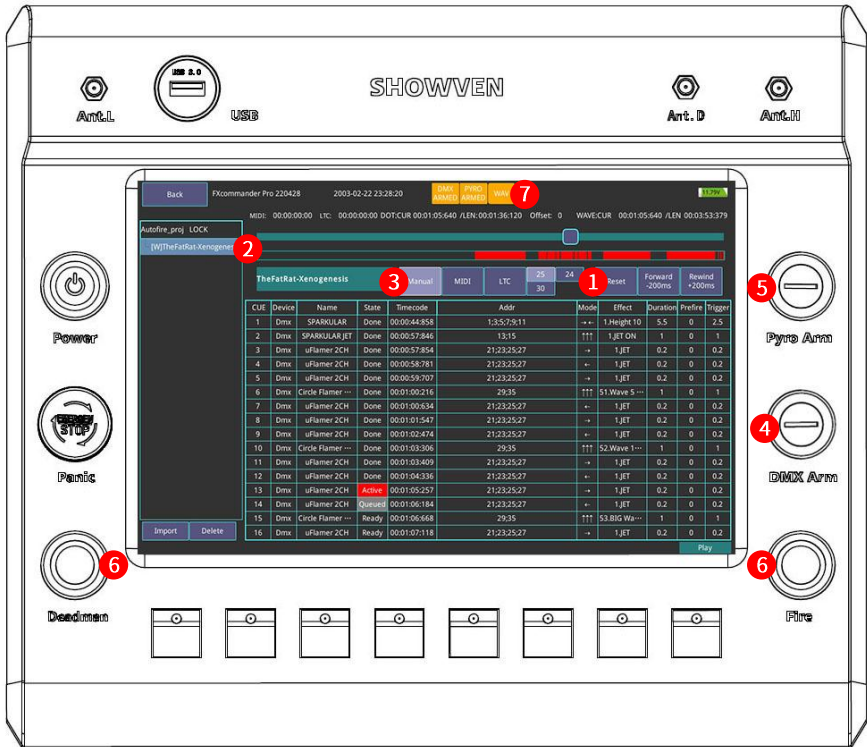 USB 3.0
SHOWVEN
Ant.L
USB
Ant.D
Ant.H
Back FXcommander Pro 220428 2003-02-22 23:28:20 DMX ARMED PYRO ARMED WAV 7 11.79V
MIDI: 00:00:00:00 LTC: 00:00:00:00 DOT:CUR 00:01:05:640 /LEN:00:01:36:120 Offset: 0 WAVE:CUR 00:01:05:640 /LEN 00:03:53:379
Autofire_proj LOCK
[W]TheFatRat-Xenogenes 2
TheFatRat-Xenogenesis 3 Manual MIDI LTC 25 24 30 1 Reset Forward -200ms Rewind +200ms
CUE Device Name State Timecode Addr Mode Effect Duration Prefire Trigger
1 Dmx SPARKULAR Done 00:00:44:858 1;3;5;7;9;11 →← 1.Height 10 5.5 0 2.5
2 Dmx SPARKULAR JET Done 00:00:57:846 13;15 ↑↑↑ 1.JET ON 1 0 1
3 Dmx uFlamer 2CH Done 00:00:57:854 21;23;25;27 → 1.JET 0.2 0 0.2
4 Dmx uFlamer 2CH Done 00:00:58:781 21;23;25;27 ← 1.JET 0.2 0 0.2
5 Dmx uFlamer 2CH Done 00:00:59:707 21;23;25;27 → 1.JET 0.2 0 0.2
6 Dmx Circle Flamer ··· Done 00:01:00:216 29;35 ↑↑↑ 51.Wave 5 ··· 1 0 1
7 Dmx uFlamer 2CH Done 00:01:00:634 21;23;25;27 ← 1.JET 0.2 0 0.2
8 Dmx uFlamer 2CH Done 00:01:01:547 21;23;25;27 → 1.JET 0.2 0 0.2
9 Dmx uFlamer 2CH Done 00:01:02:474 21;23;25;27 ← 1.JET 0.2 0 0.2
10 Dmx Circle Flamer ··· Done 00:01:03:306 29;35 ↑↑↑ 52.Wave 1··· 1 0 1
11 Dmx uFlamer 2CH Done 00:01:03:409 21;23;25;27 → 1.JET 0.2 0 0.2
12 Dmx uFlamer 2CH Done 00:01:04:336 21;23;25;27 ← 1.JET 0.2 0 0.2
13 Dmx uFlamer 2CH Active 00:01:05:257 21;23;25;27 → 1.JET 0.2 0 0.2
14 Dmx uFlamer 2CH Queued 00:01:06:184 21;23;25;27 ← 1.JET 0.2 0 0.2
15 Dmx Circle Flamer ··· Ready 00:01:06:668 29;35 ↑↑↑ 53.BIG Wa··· 1 0 1
16 Dmx uFlamer 2CH Ready 00:01:07:118 21;23;25;27 → 1.JET 0.2 0 0.2
Import Delete
Play
Power
STOP
Panic
6
Deadman
5
Pyro Arm
4
DMX Arm
6
Fire